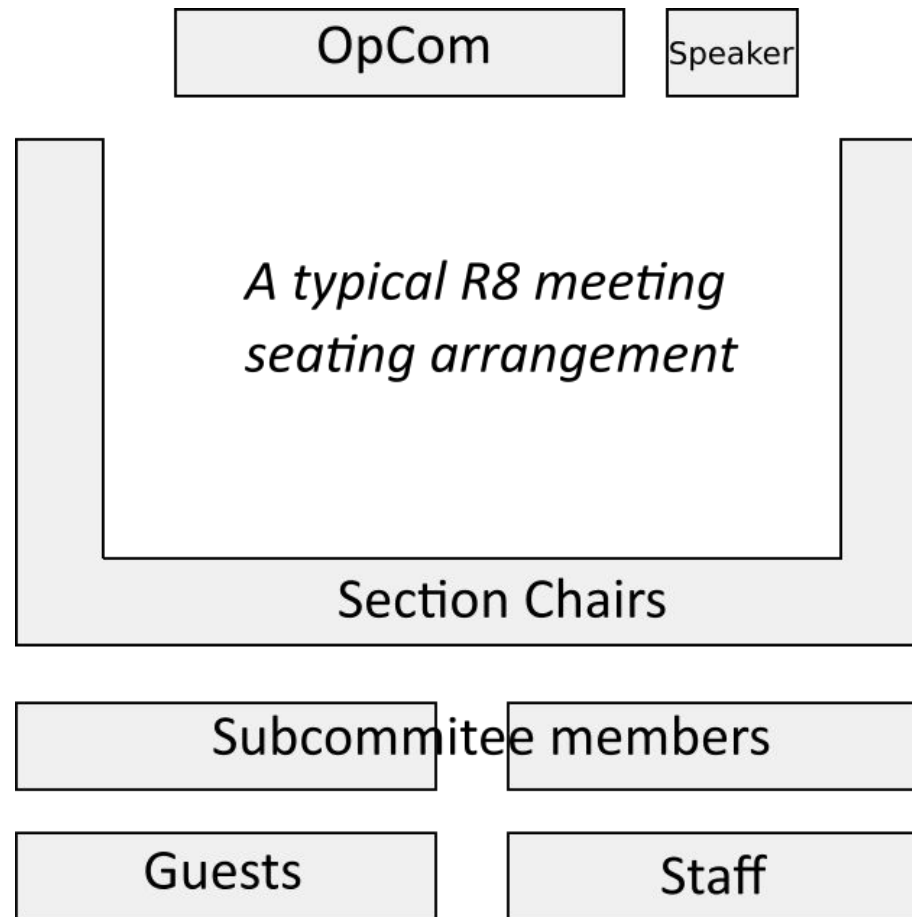 OpCom
Speaker
A typical R8 meeting
seating arrangement
Section Chairs
Subcommitee members
Guests
Staff